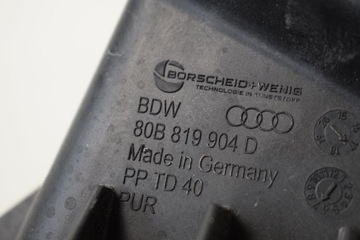 BORSCHEID+WENIG
TECHNOLOGIE IN KUNSTSTOFF
BDW
80B 819 904 D
Made in Germany
PP TD 40
PUR